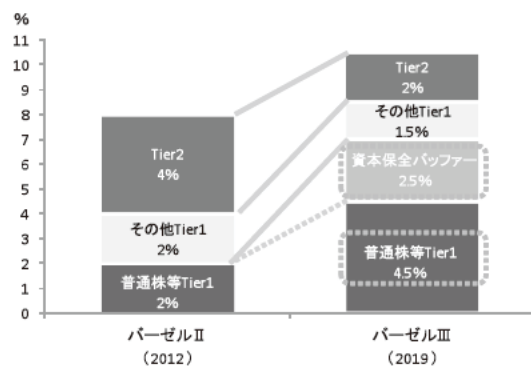 %
11
10
9
8
7
6
5
4
3
2
1
0
Tier2
4%
その他Tier1
2%
普通株等Tier1
2%
Tier2
2%
その他Tier1
1.5%
資本保全バッファー
2.5%
普通株等Tier1
4.5%
バーゼルⅡ
（2012）
バーゼルⅢ
（2019）